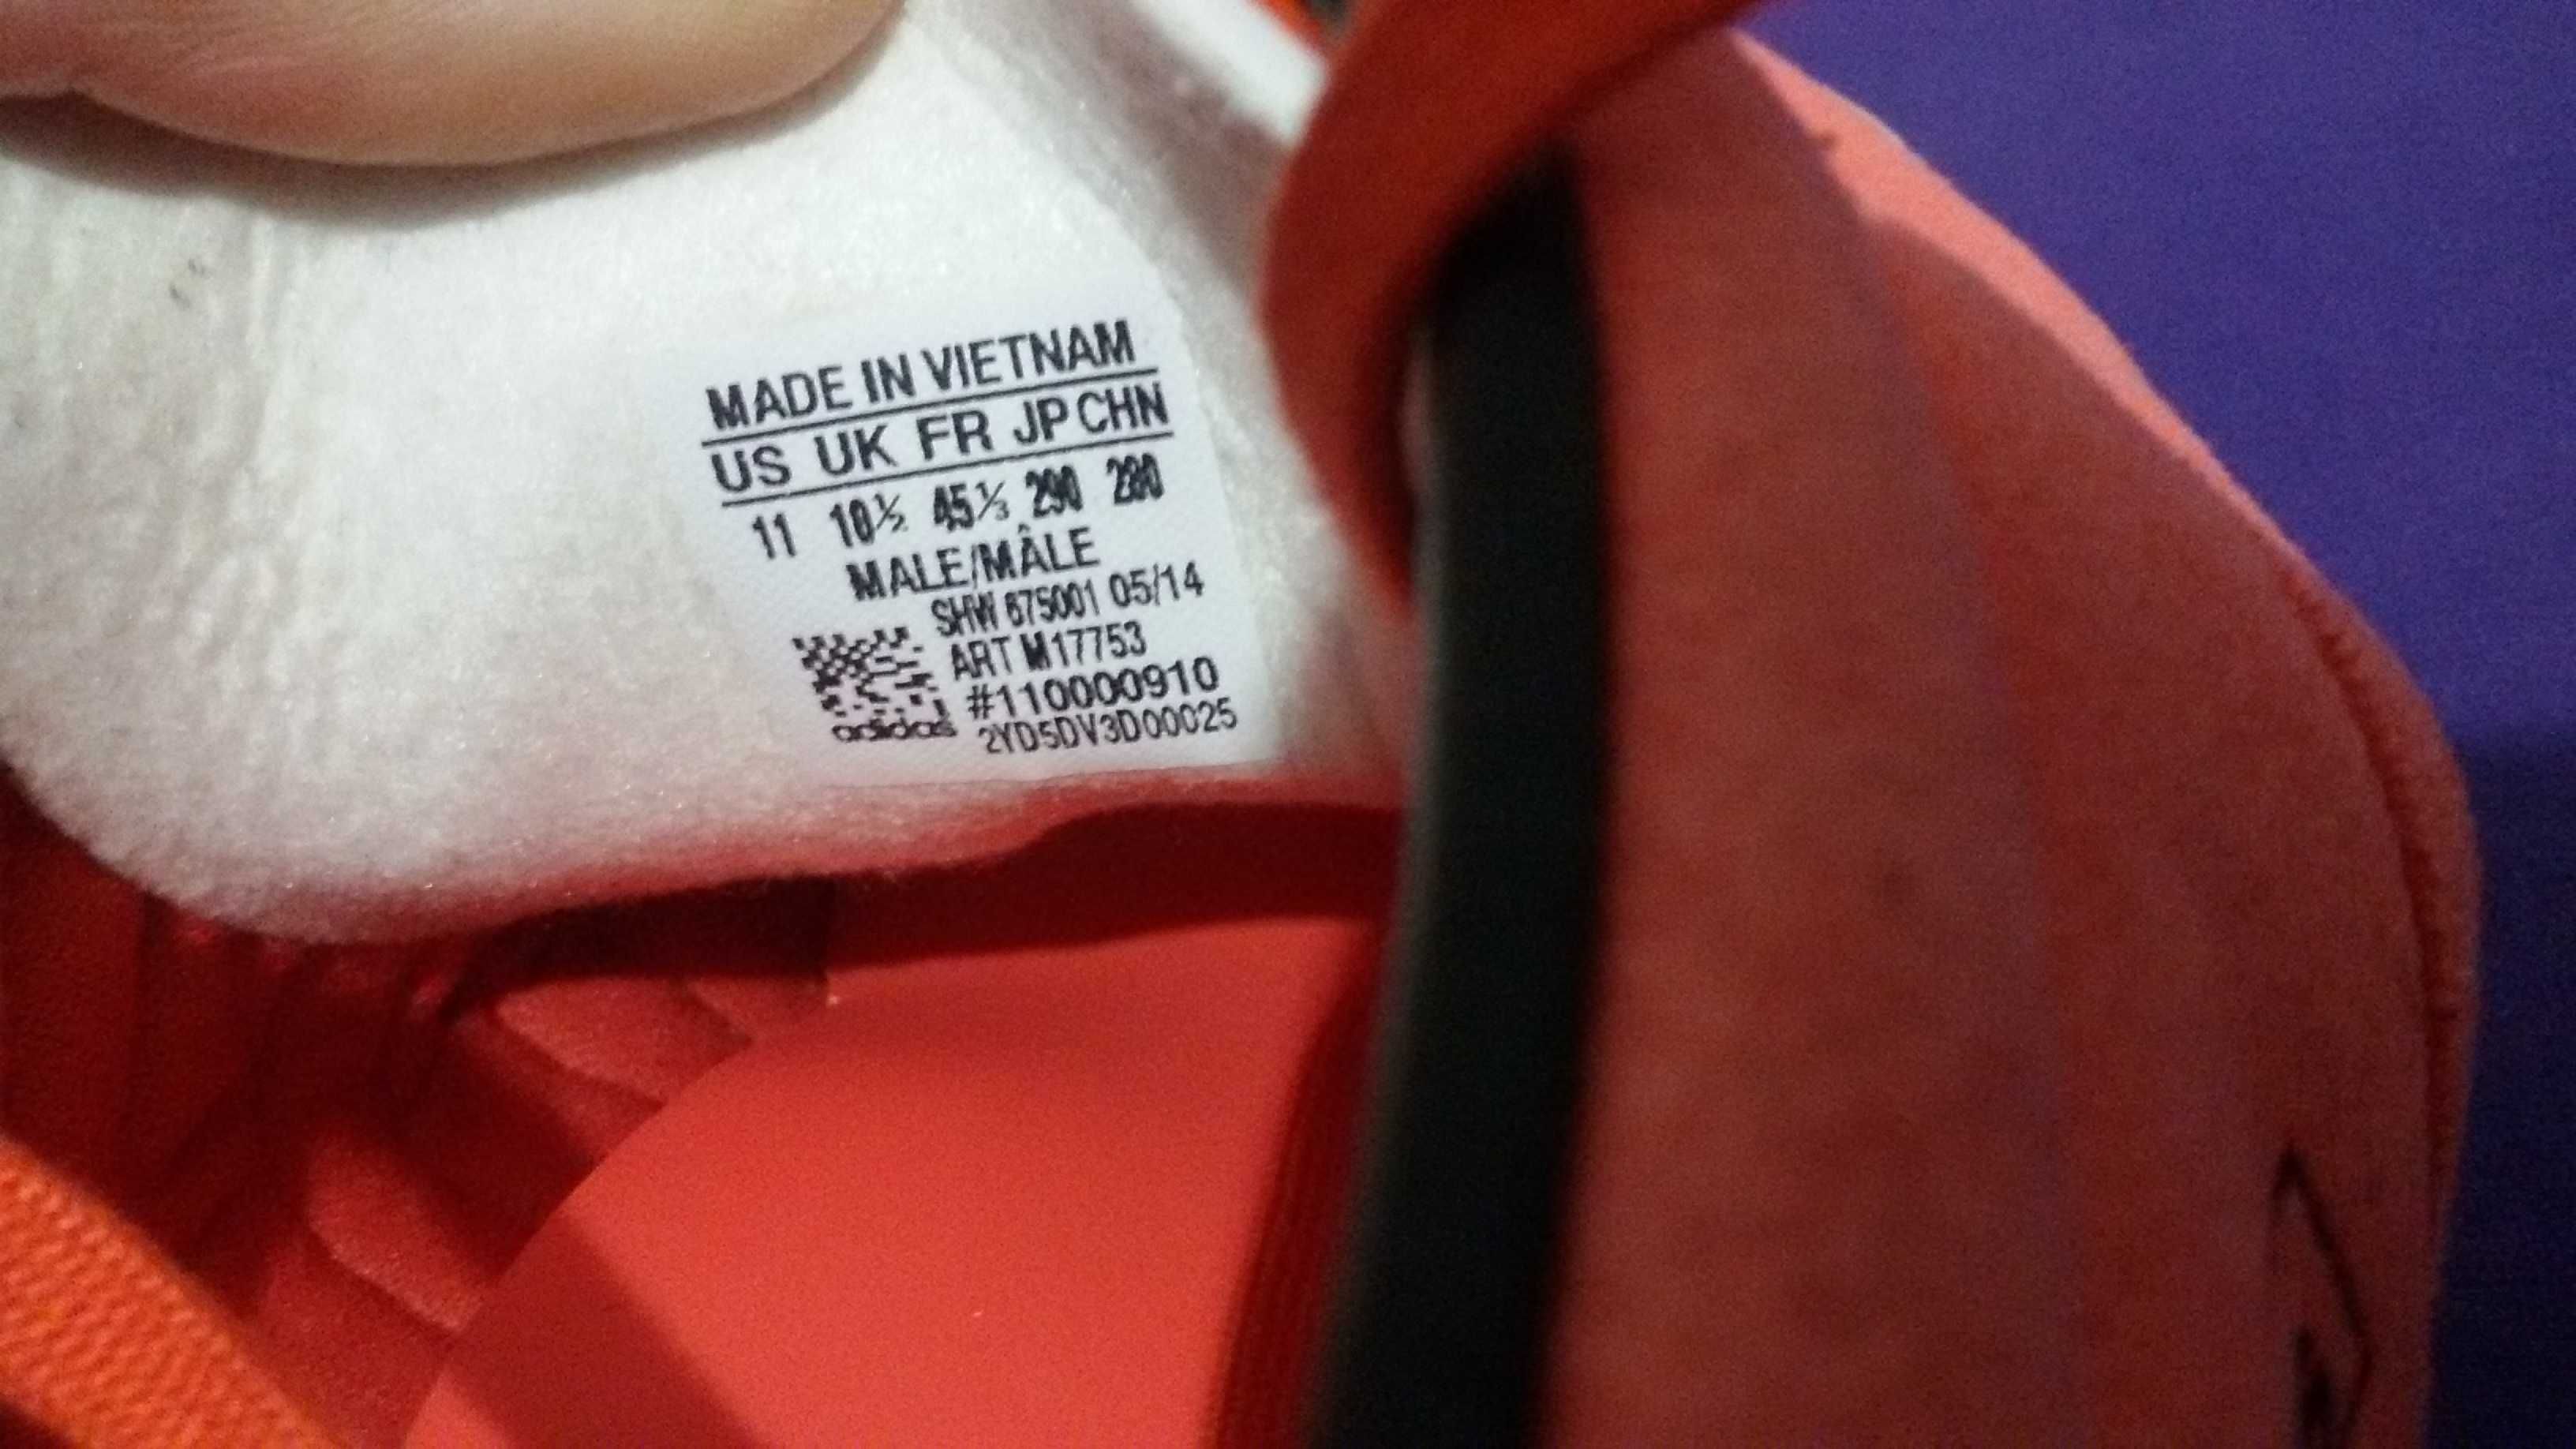 MADE IN VIETNAM
US UK FR JP CHN
11 10½ 45⅓ 290 280
MALE/MÂLE
SHW 675001 05/14
ART M17753
#110000910
adidas 2YD5DV3D00025